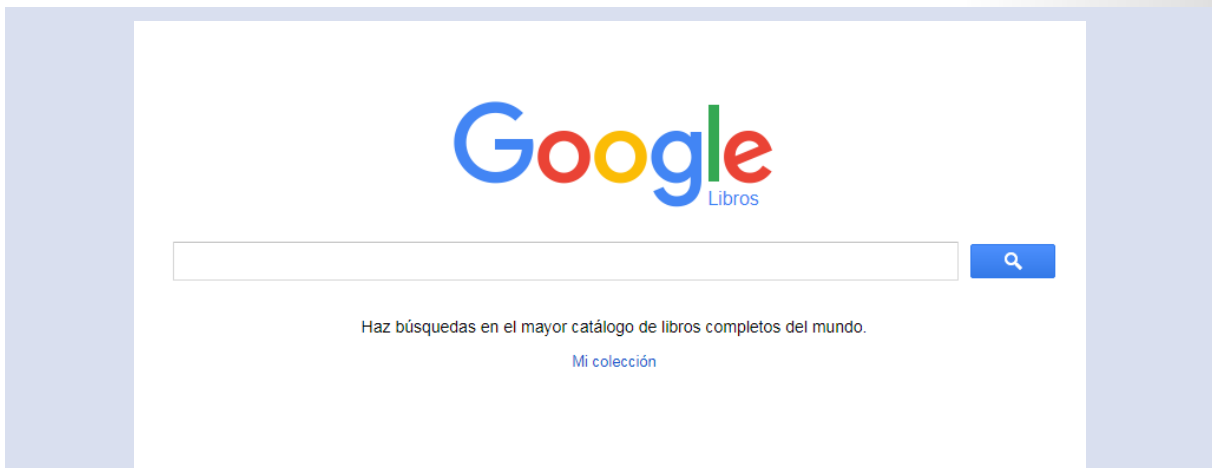 Google
Libros
Haz búsquedas en el mayor catálogo de libros completos del mundo.
Mi colección